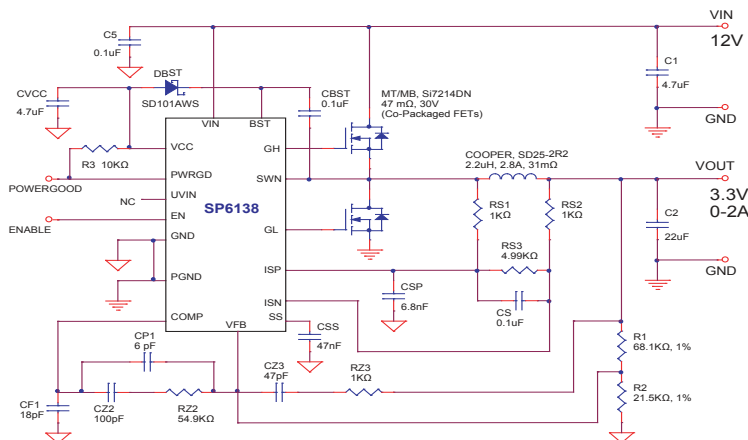 VIN
12V
C5
0.1uF
C1
4.7uF
GND
DBST
SD101AWS
CVCC
4.7uF
CBST
0.1uF
MT/MB, Si7214DN
47 mΩ, 30V
(Co-Packaged FETs)
VIN
BST
R3 10KΩ
VCC
GH
COOPER, SD25-2R2
2.2uH, 2.8A, 31mΩ
VOUT
3.3V
0-2A
POWERGOOD
PWRGD
SWN
NC
UVIN
SP6138
RS1
1KΩ
RS2
1KΩ
C2
22uF
ENABLE
EN
GL
GND
RS3
4.99KΩ
GND
PGND
ISP
CSP
6.8nF
CS
0.1uF
ISN
COMP
VFB
SS
CSS
47nF
R1
68.1KΩ, 1%
CP1
6 pF
CZ3
47pF
RZ3
1KΩ
CF1
18pF
CZ2
100pF
RZ2
54.9KΩ
R2
21.5KΩ, 1%